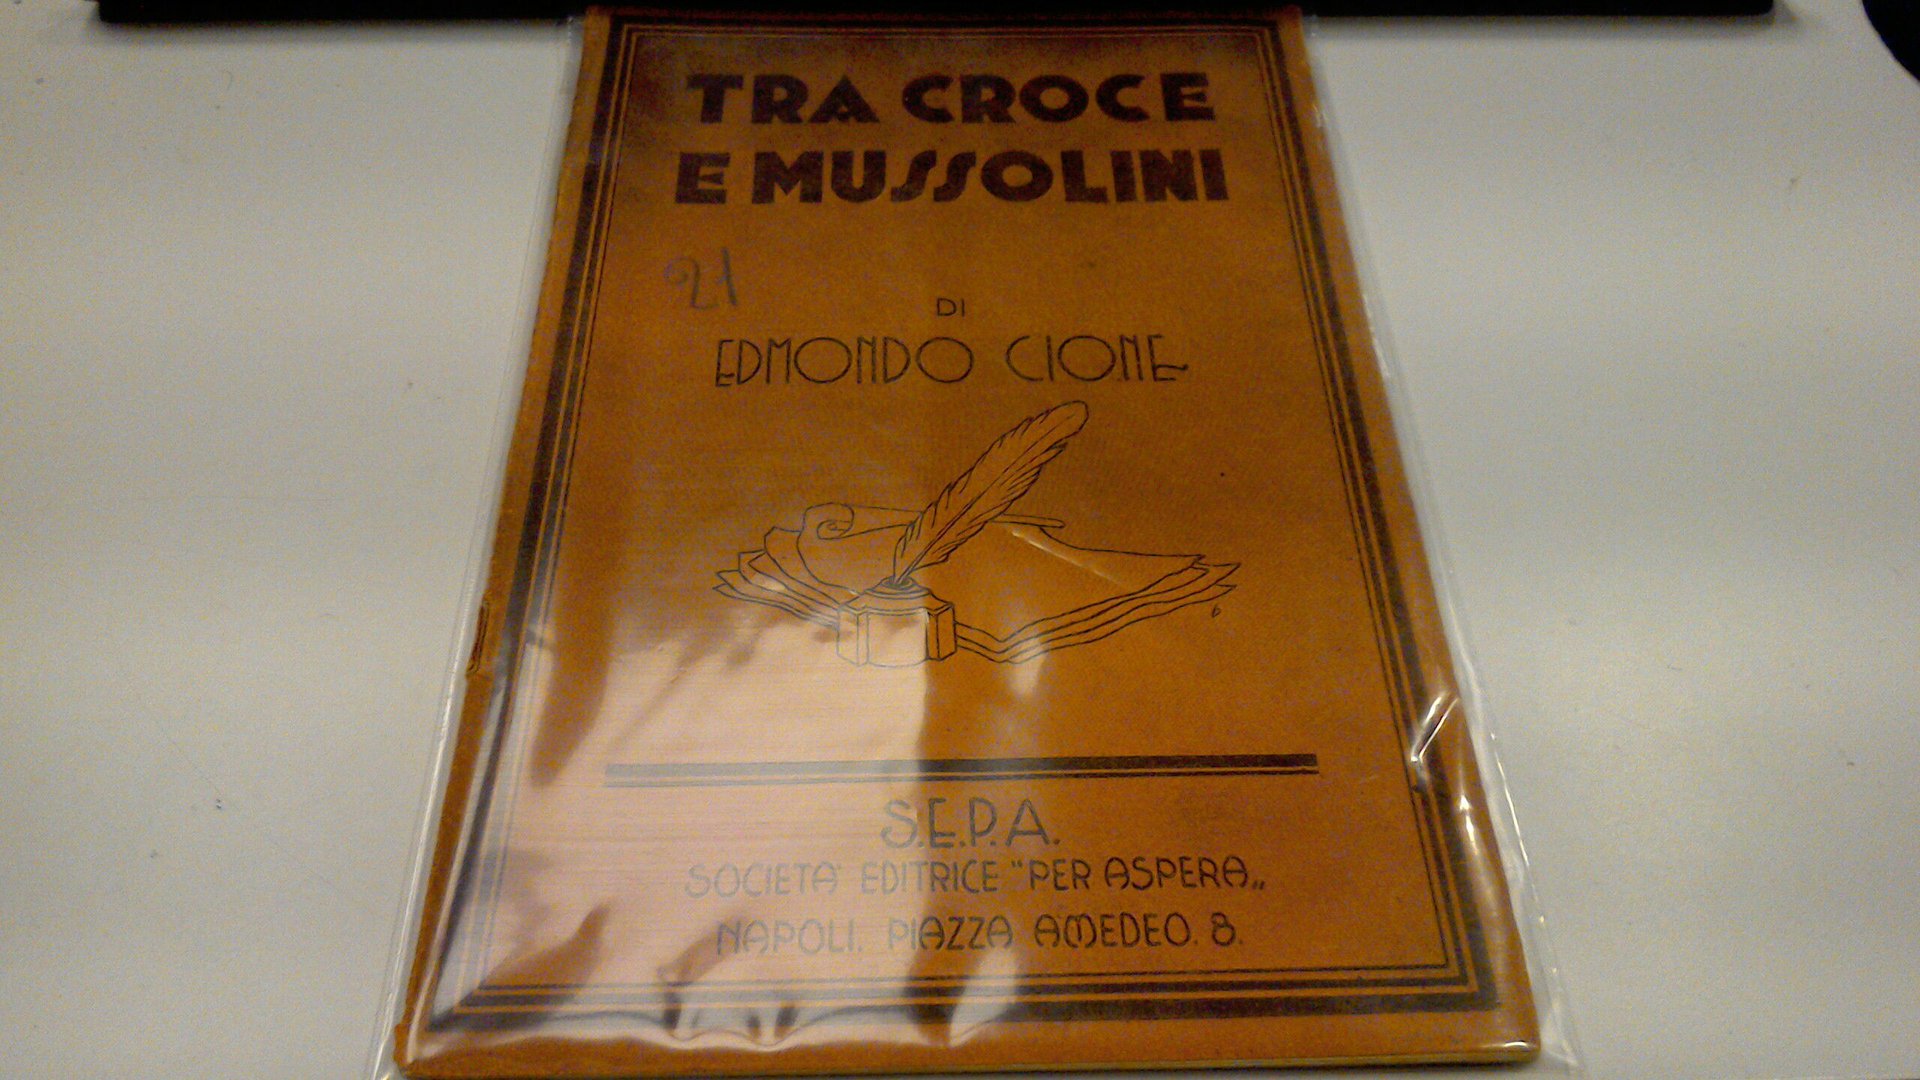 TRA CROCE
E MUSSOLINI
21
DI
EDMONDO CIONE
S.E.P.A.
SOCIETA' EDITRICE "PER ASPERA„
NAPOLI. PIAZZA AMEDEO. 8.